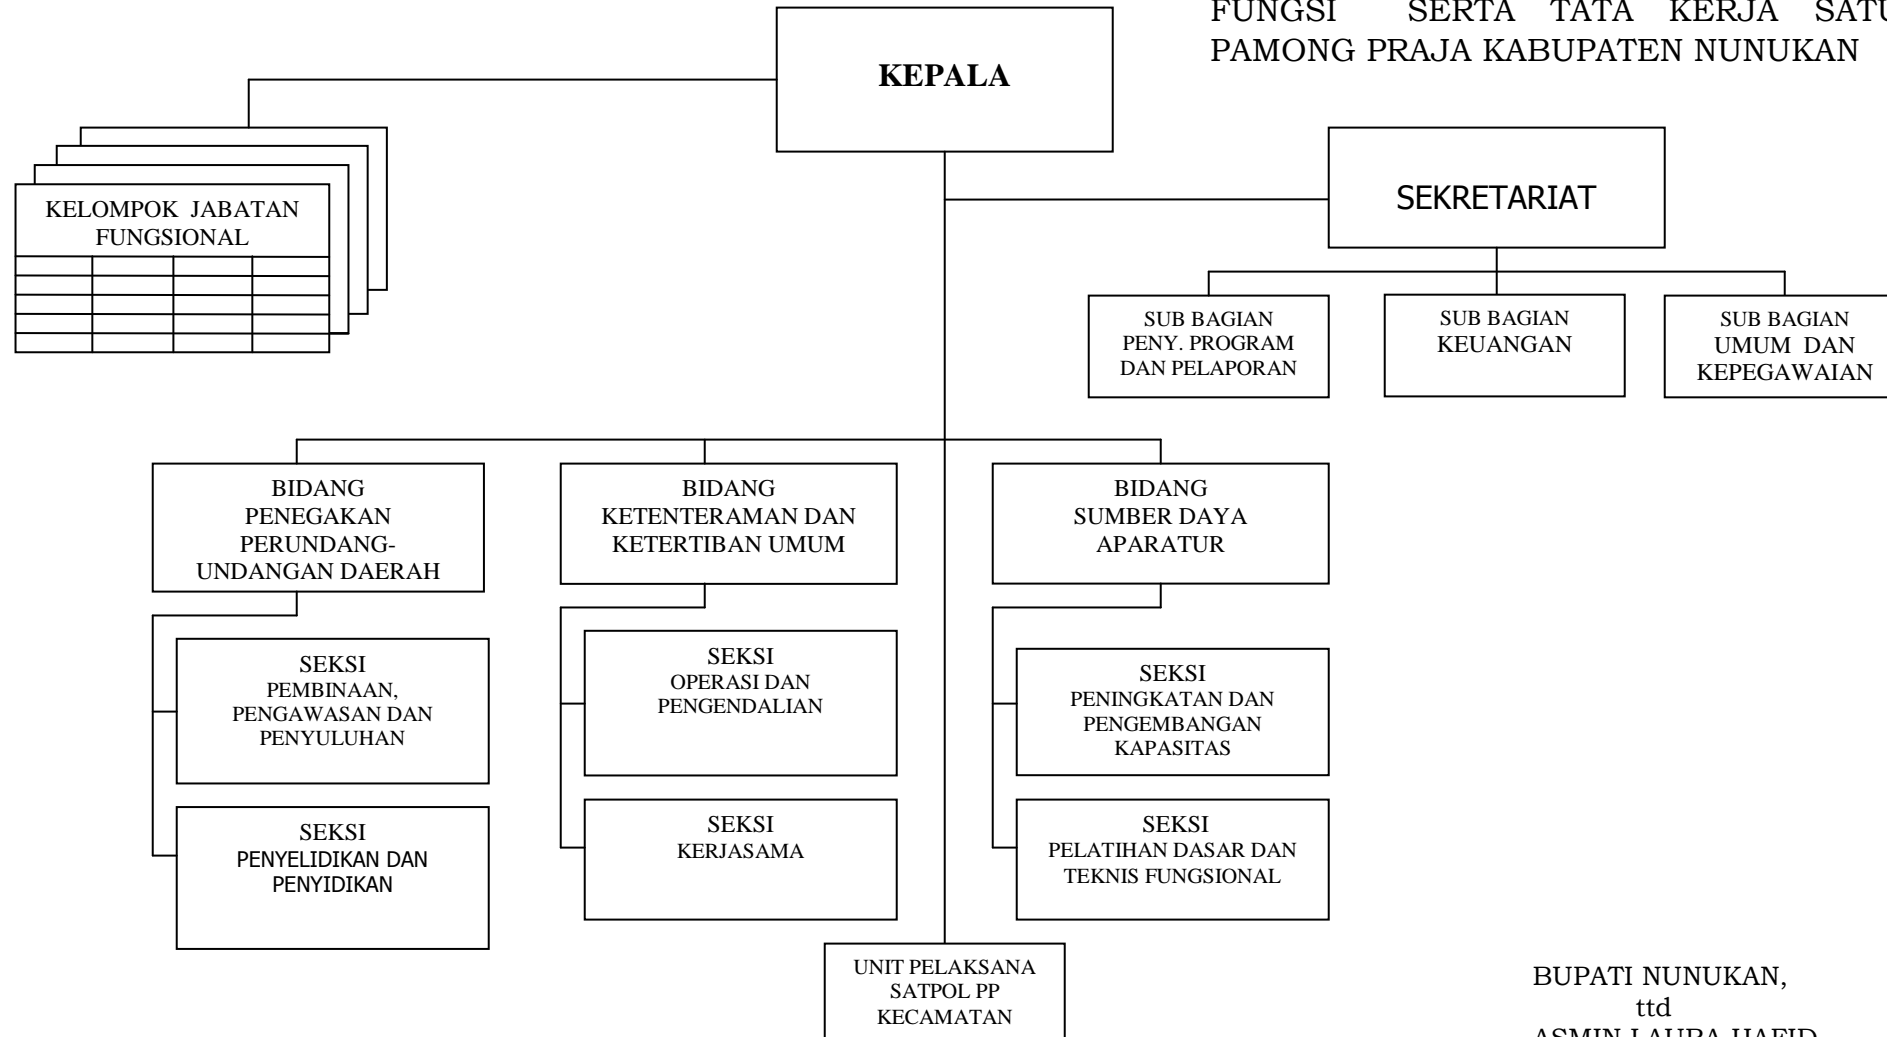 FUNGSI SERTA TATA KERJA
PAMONG PRAJA KABUPATEN NUNUKAN
KEPALA
KELOMPOK JABATAN
FUNGSIONAL
SEKRETARIAT
SUB BAGIAN
PENY. PROGRAM
DAN PELAPORAN
SUB BAGIAN
KEUANGAN
SUB BAGIAN
UMUM DAN
KEPEGAWAIAN
BIDANG
PENEGAKAN
PERUNDANG-
UNDANGAN DAERAH
BIDANG
KETENTERAMAN DAN
KETERTIBAN UMUM
BIDANG
SUMBER DAYA
APARATUR
SEKSI
PEMBINAAN,
PENGAWASAN DAN
PENYULUHAN
SEKSI
OPERASI DAN
PENGENDALIAN
SEKSI
PENINGKATAN DAN
PENGEMBANGAN
KAPASITAS
SEKSI
PENYELIDIKAN DAN
PENYIDIKAN
SEKSI
KERJASAMA
SEKSI
PELATIHAN DASAR DAN
TEKNIS FUNGSIONAL
UNIT PELAKSANA
SATPOL PP
KECAMATAN
BUPATI NUNUKAN,
ttd
ASMIN LAURA HAFID